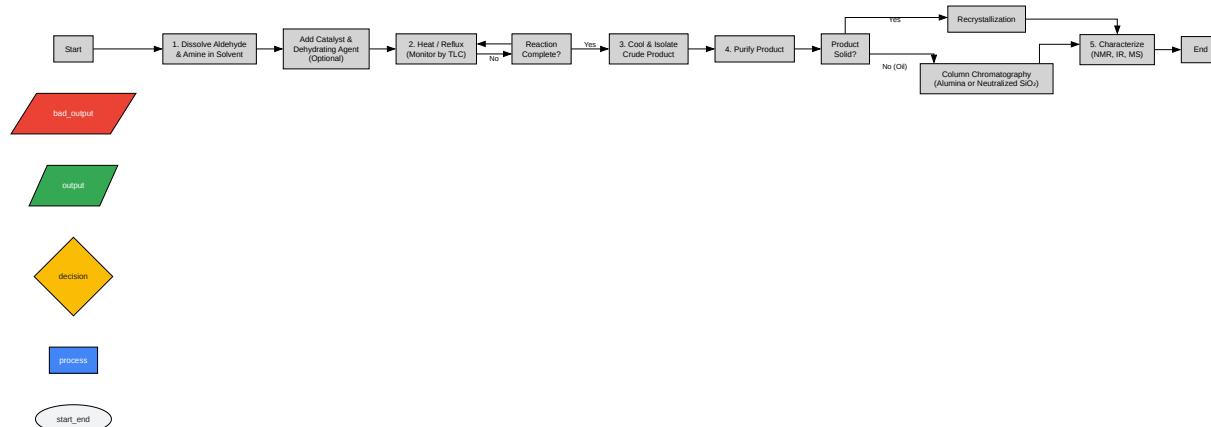 Start
1. Dissolve Aldehyde
& Amine in Solvent
Add Catalyst &
Dehydrating Agent
(Optional)
2. Heat / Reflux
(Monitor by TLC)
No
Reaction
Complete?
Yes
3. Cool & Isolate
Crude Product
4. Purify Product
Product
Solid?
Yes
Recrystallization
No (Oil)
Column Chromatography
(Alumina or Neutralized SiO₂)
5. Characterize
(NMR, IR, MS)
End
bad_output
output
decision
process
start_end